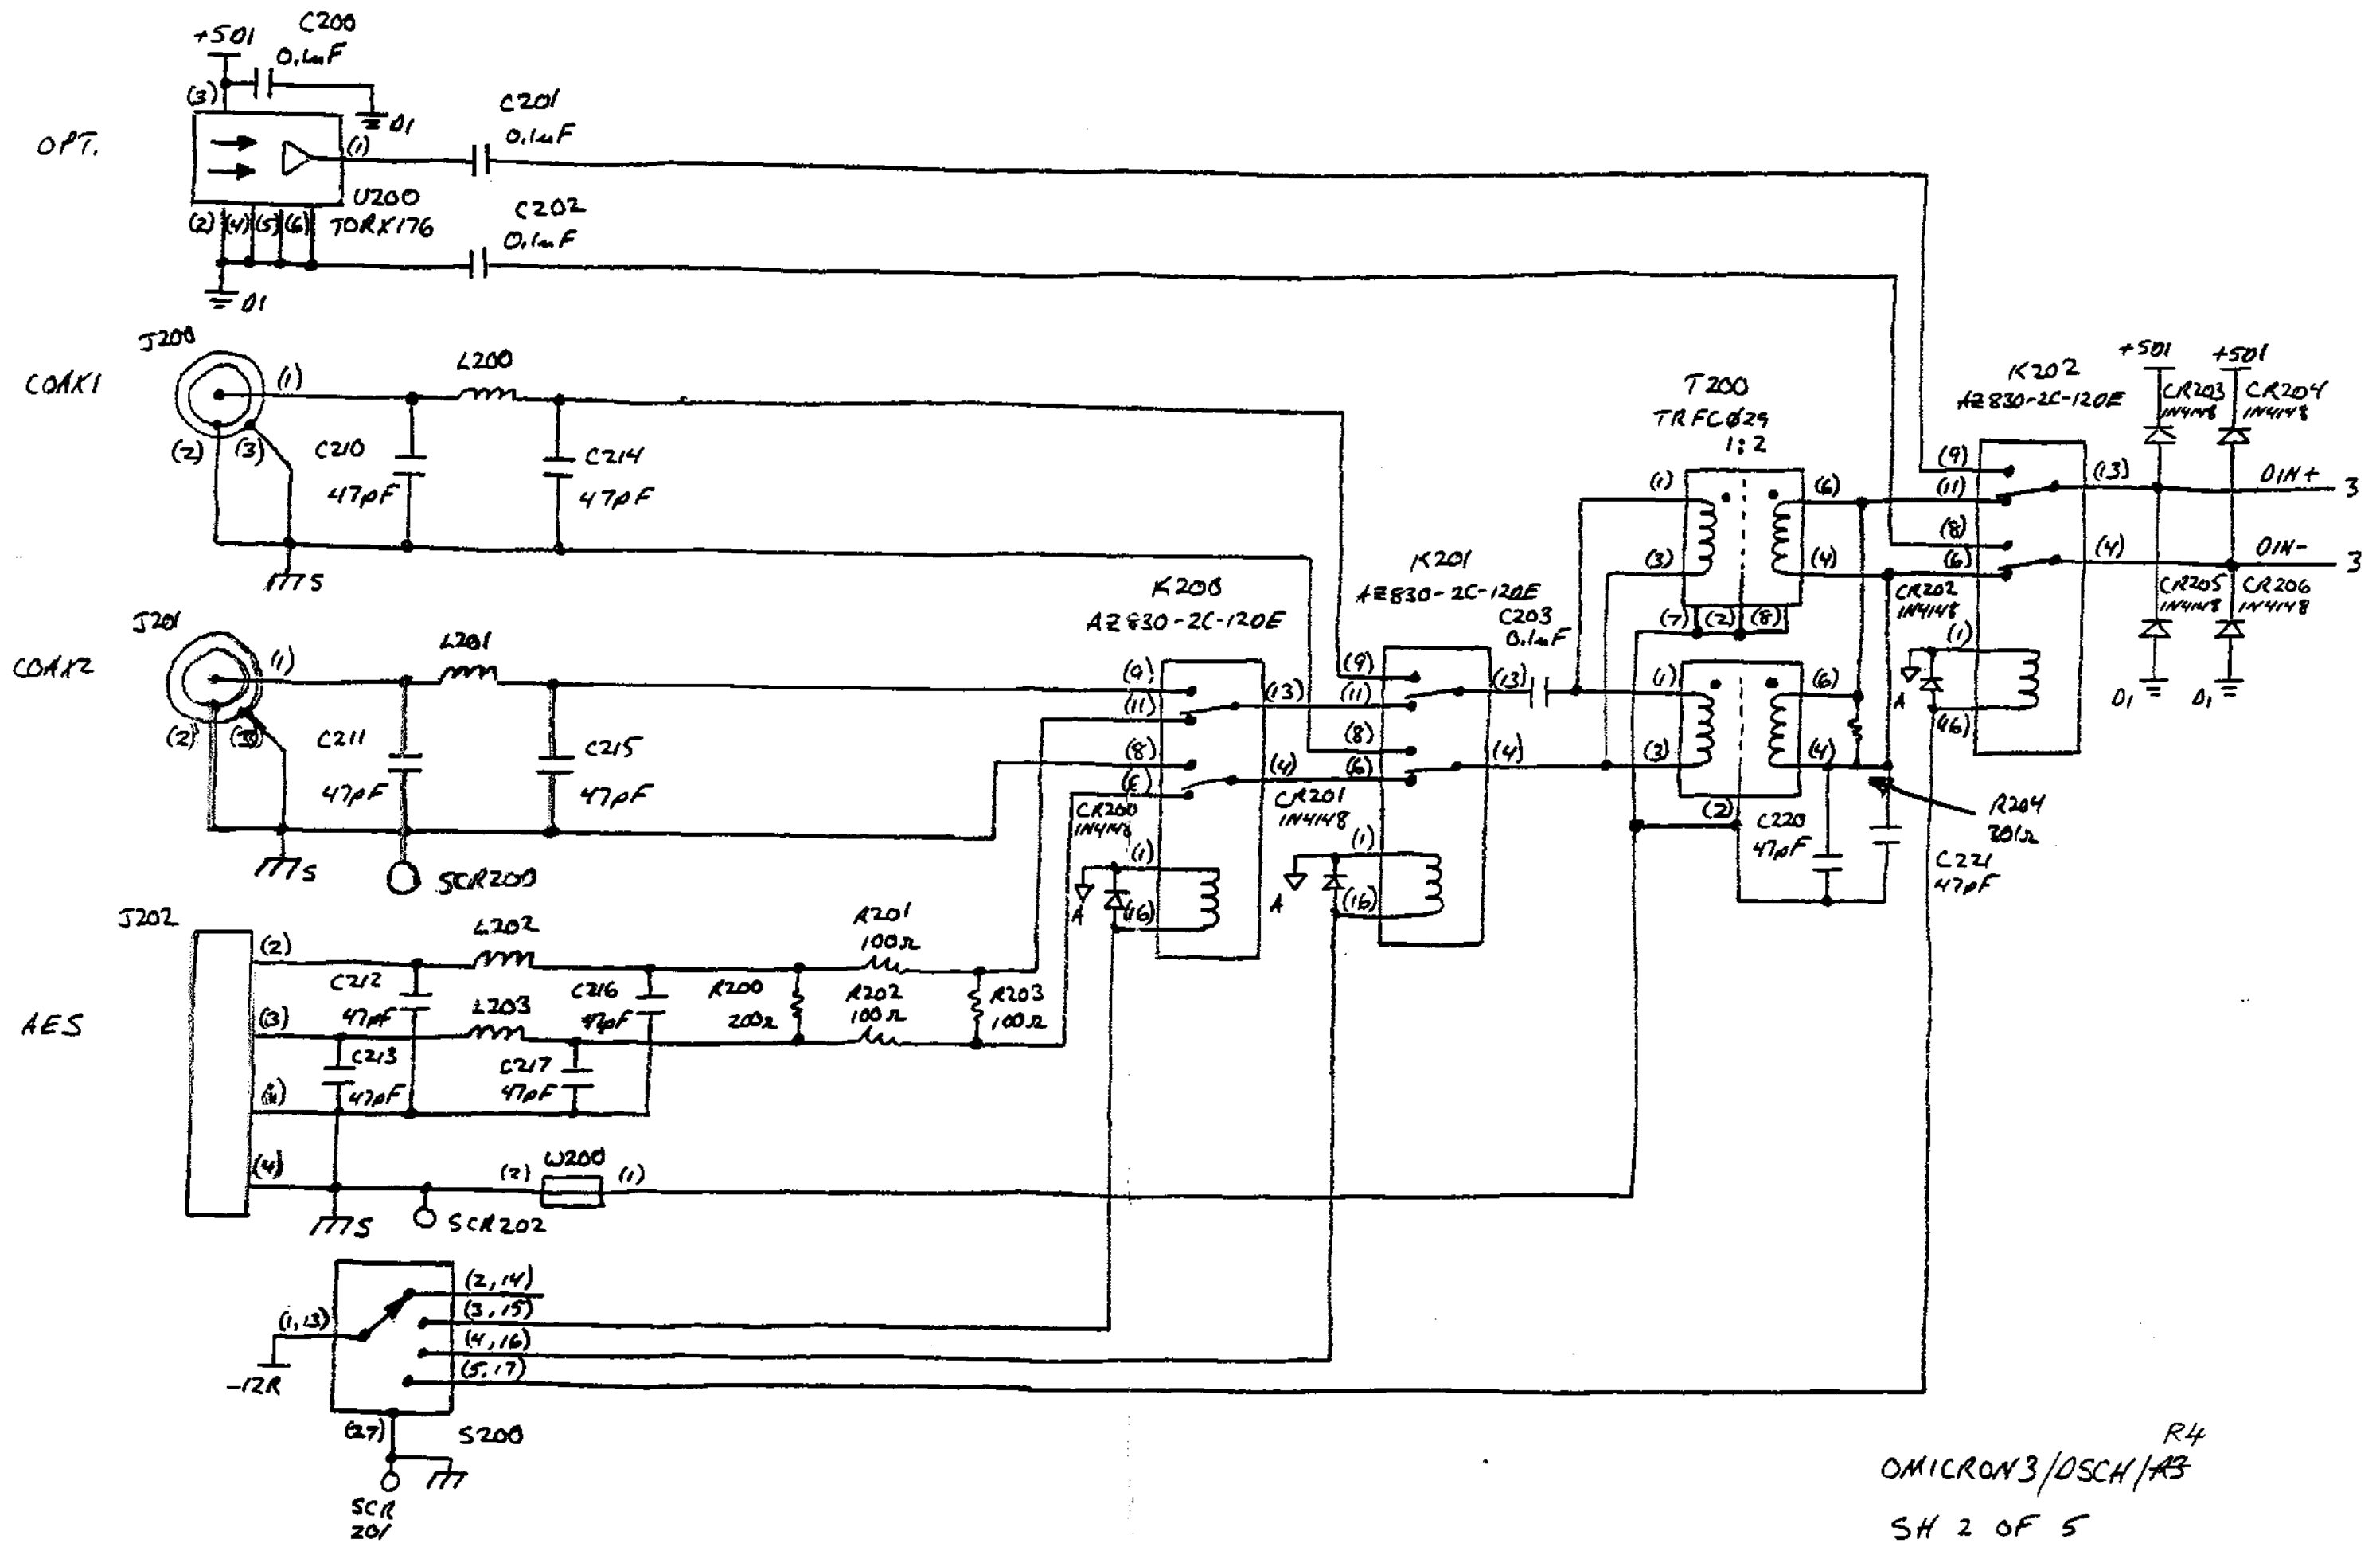 C200
+5D1
0.1uF
(3)
D1
OPT.
(1)
C201
0.1uF
U200
TORX176
(2) (4) (5) (6)
C202
0.1uF
D1
J200
COAX1
(1)
L200
(2) (3)
C210
47pF
C214
47pF
S
J201
COAX2
(1)
L201
(2) (3)
C211
47pF
C215
47pF
S
SCR200
K200
AZ830-2C-120E
(9)
(11)
(13)
(8)
(6)
(4)
CR200
1N4148
(1)
A
(16)
K201
AZ830-2C-120E
(9)
(11)
(13)
(8)
(6)
(4)
CR201
1N4148
(1)
A
(16)
C203
0.1uF
T200
TRFCØ29
1:2
(1)
(6)
(3)
(4)
(7) (2) (8)
(1)
(6)
(3)
(4)
(2)
C220
47pF
R204
301Ω
C221
47pF
K202
AZ830-2C-120E
(9)
(11)
(13)
(8)
(6)
(4)
CR202
1N4148
(1)
A
(16)
+5D1
+5D1
CR203
1N4148
CR204
1N4148
DIN+ 3
DIN- 3
CR205
1N4148
CR206
1N4148
D1
D1
J202
AES
(2)
L202
C212
47pF
(3)
L203
C216
47pF
C213
47pF
C217
47pF
R200
200Ω
R201
100Ω
R202
100Ω
R203
100Ω
(4)
W200
(2)
(1)
S
SCR202
(2,14)
(3,15)
(1,13)
(4,16)
(5,17)
-12R
(27)
S200
SCR
201
R4
OMICRON3/DSCH/R3
SH 2 OF 5